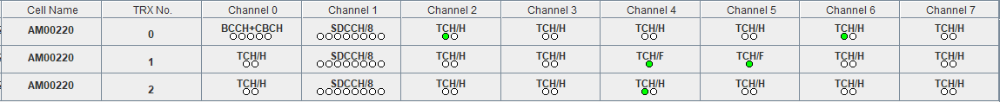 Cell Name TRX No. Channel 0 Channel 1 Channel 2 Channel 3 Channel 4 Channel 5 Channel 6 Channel 7
AM00220 0 BCCH+CBCH SDCCH/8 TCH/H TCH/H TCH/H TCH/H TCH/H TCH/H
AM00220 1 TCH/H SDCCH/8 TCH/H TCH/H TCH/F TCH/F TCH/H TCH/H
AM00220 2 TCH/H SDCCH/8 TCH/H TCH/H TCH/H TCH/H TCH/H TCH/H